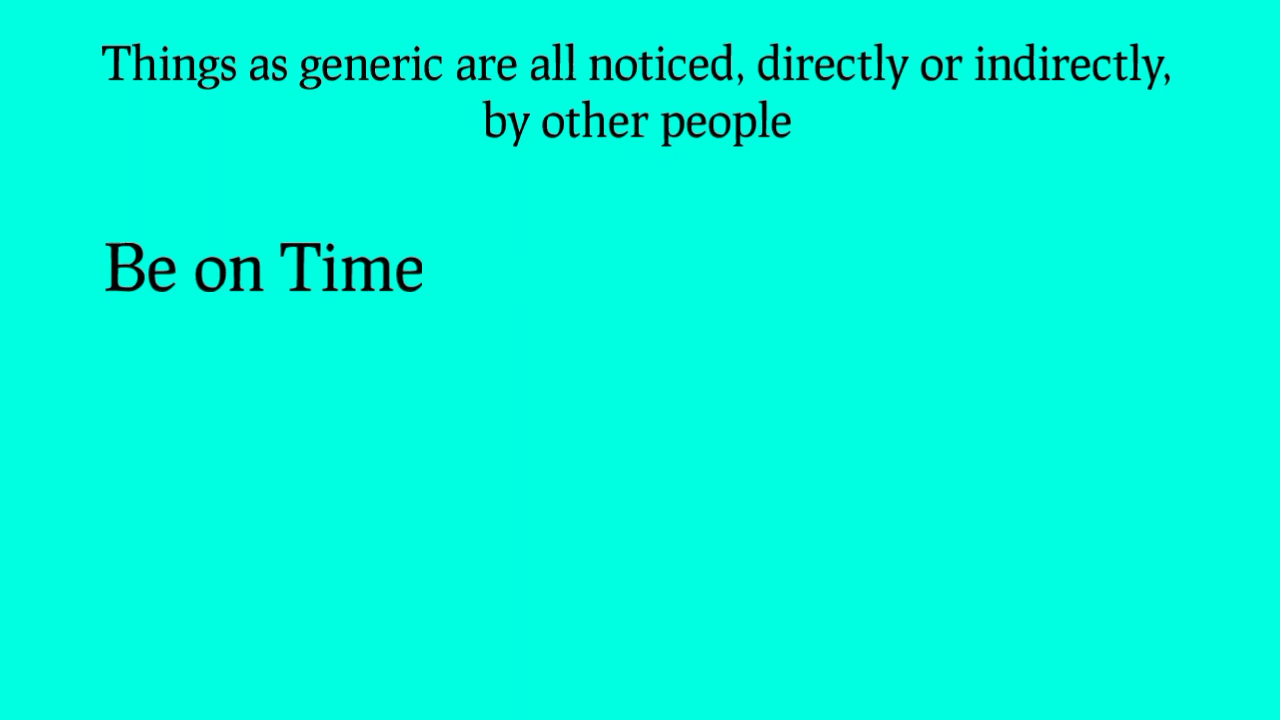 Things as generic are all noticed, directly or indirectly,
by other people
Be on Time